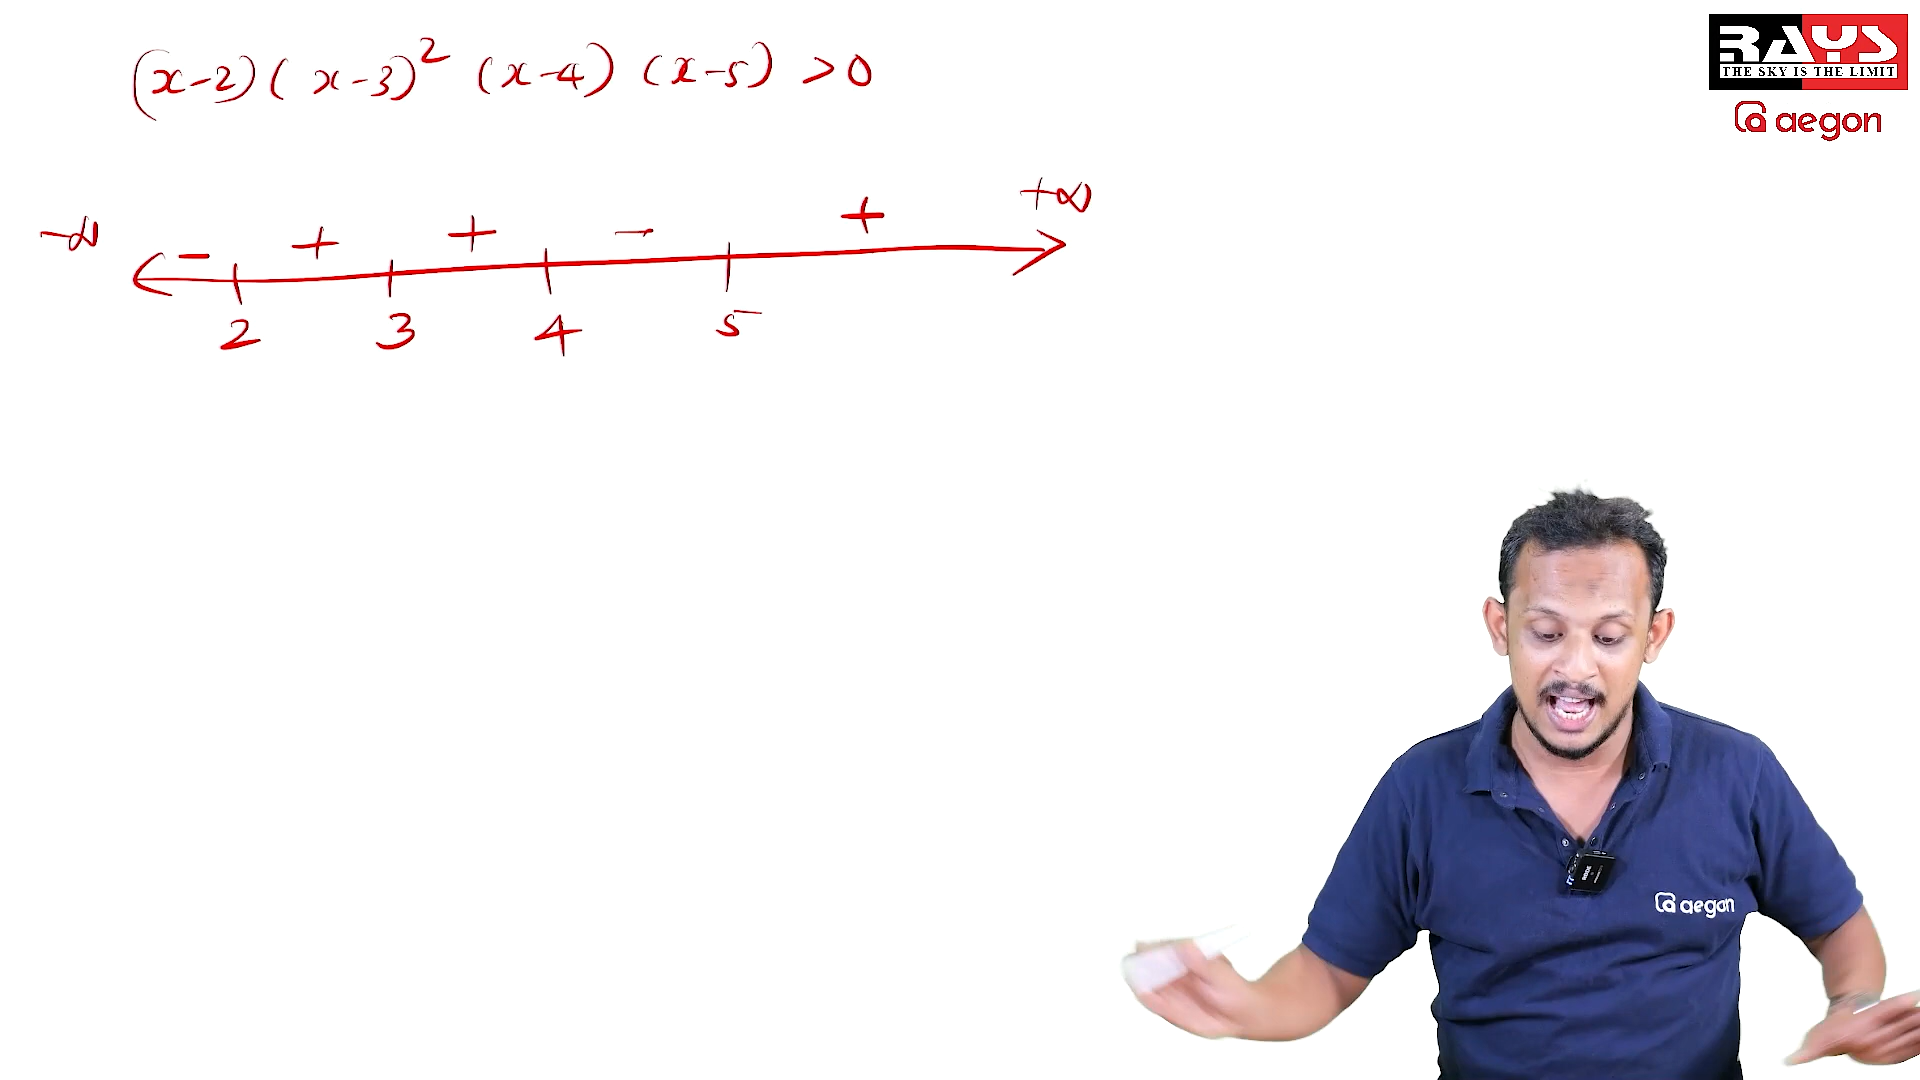 (x-2)(x-3)² (x-4) (x-5) >0
-∞ - + + - + +∞
2 3 4 5
RAYS
THE SKY IS THE LIMIT
aegon
aegon